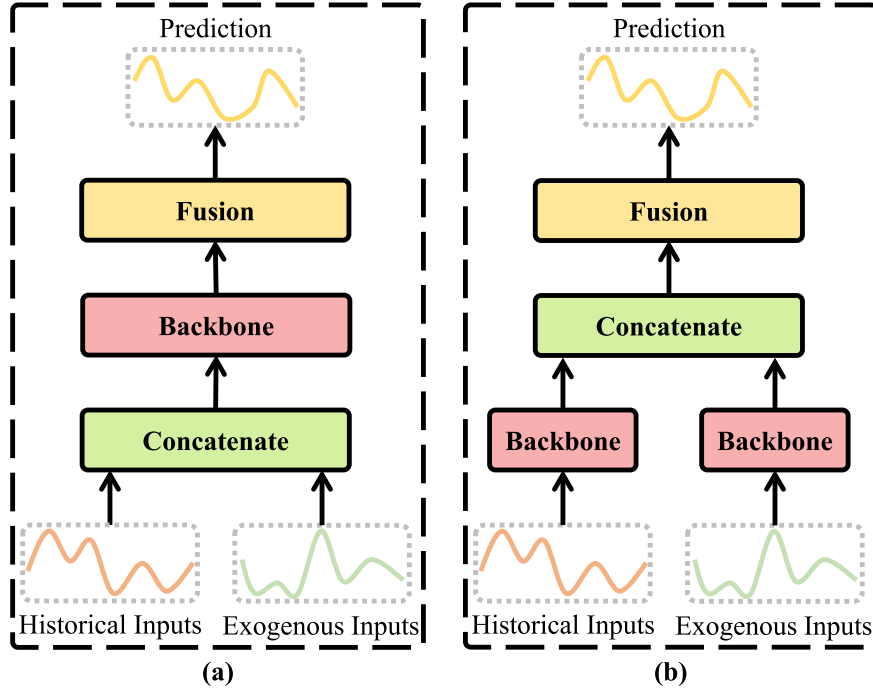 Prediction
Fusion
Backbone
Concatenate
Historical Inputs
Exogenous Inputs
(a)
Prediction
Fusion
Concatenate
Backbone
Backbone
Historical Inputs
Exogenous Inputs
(b)